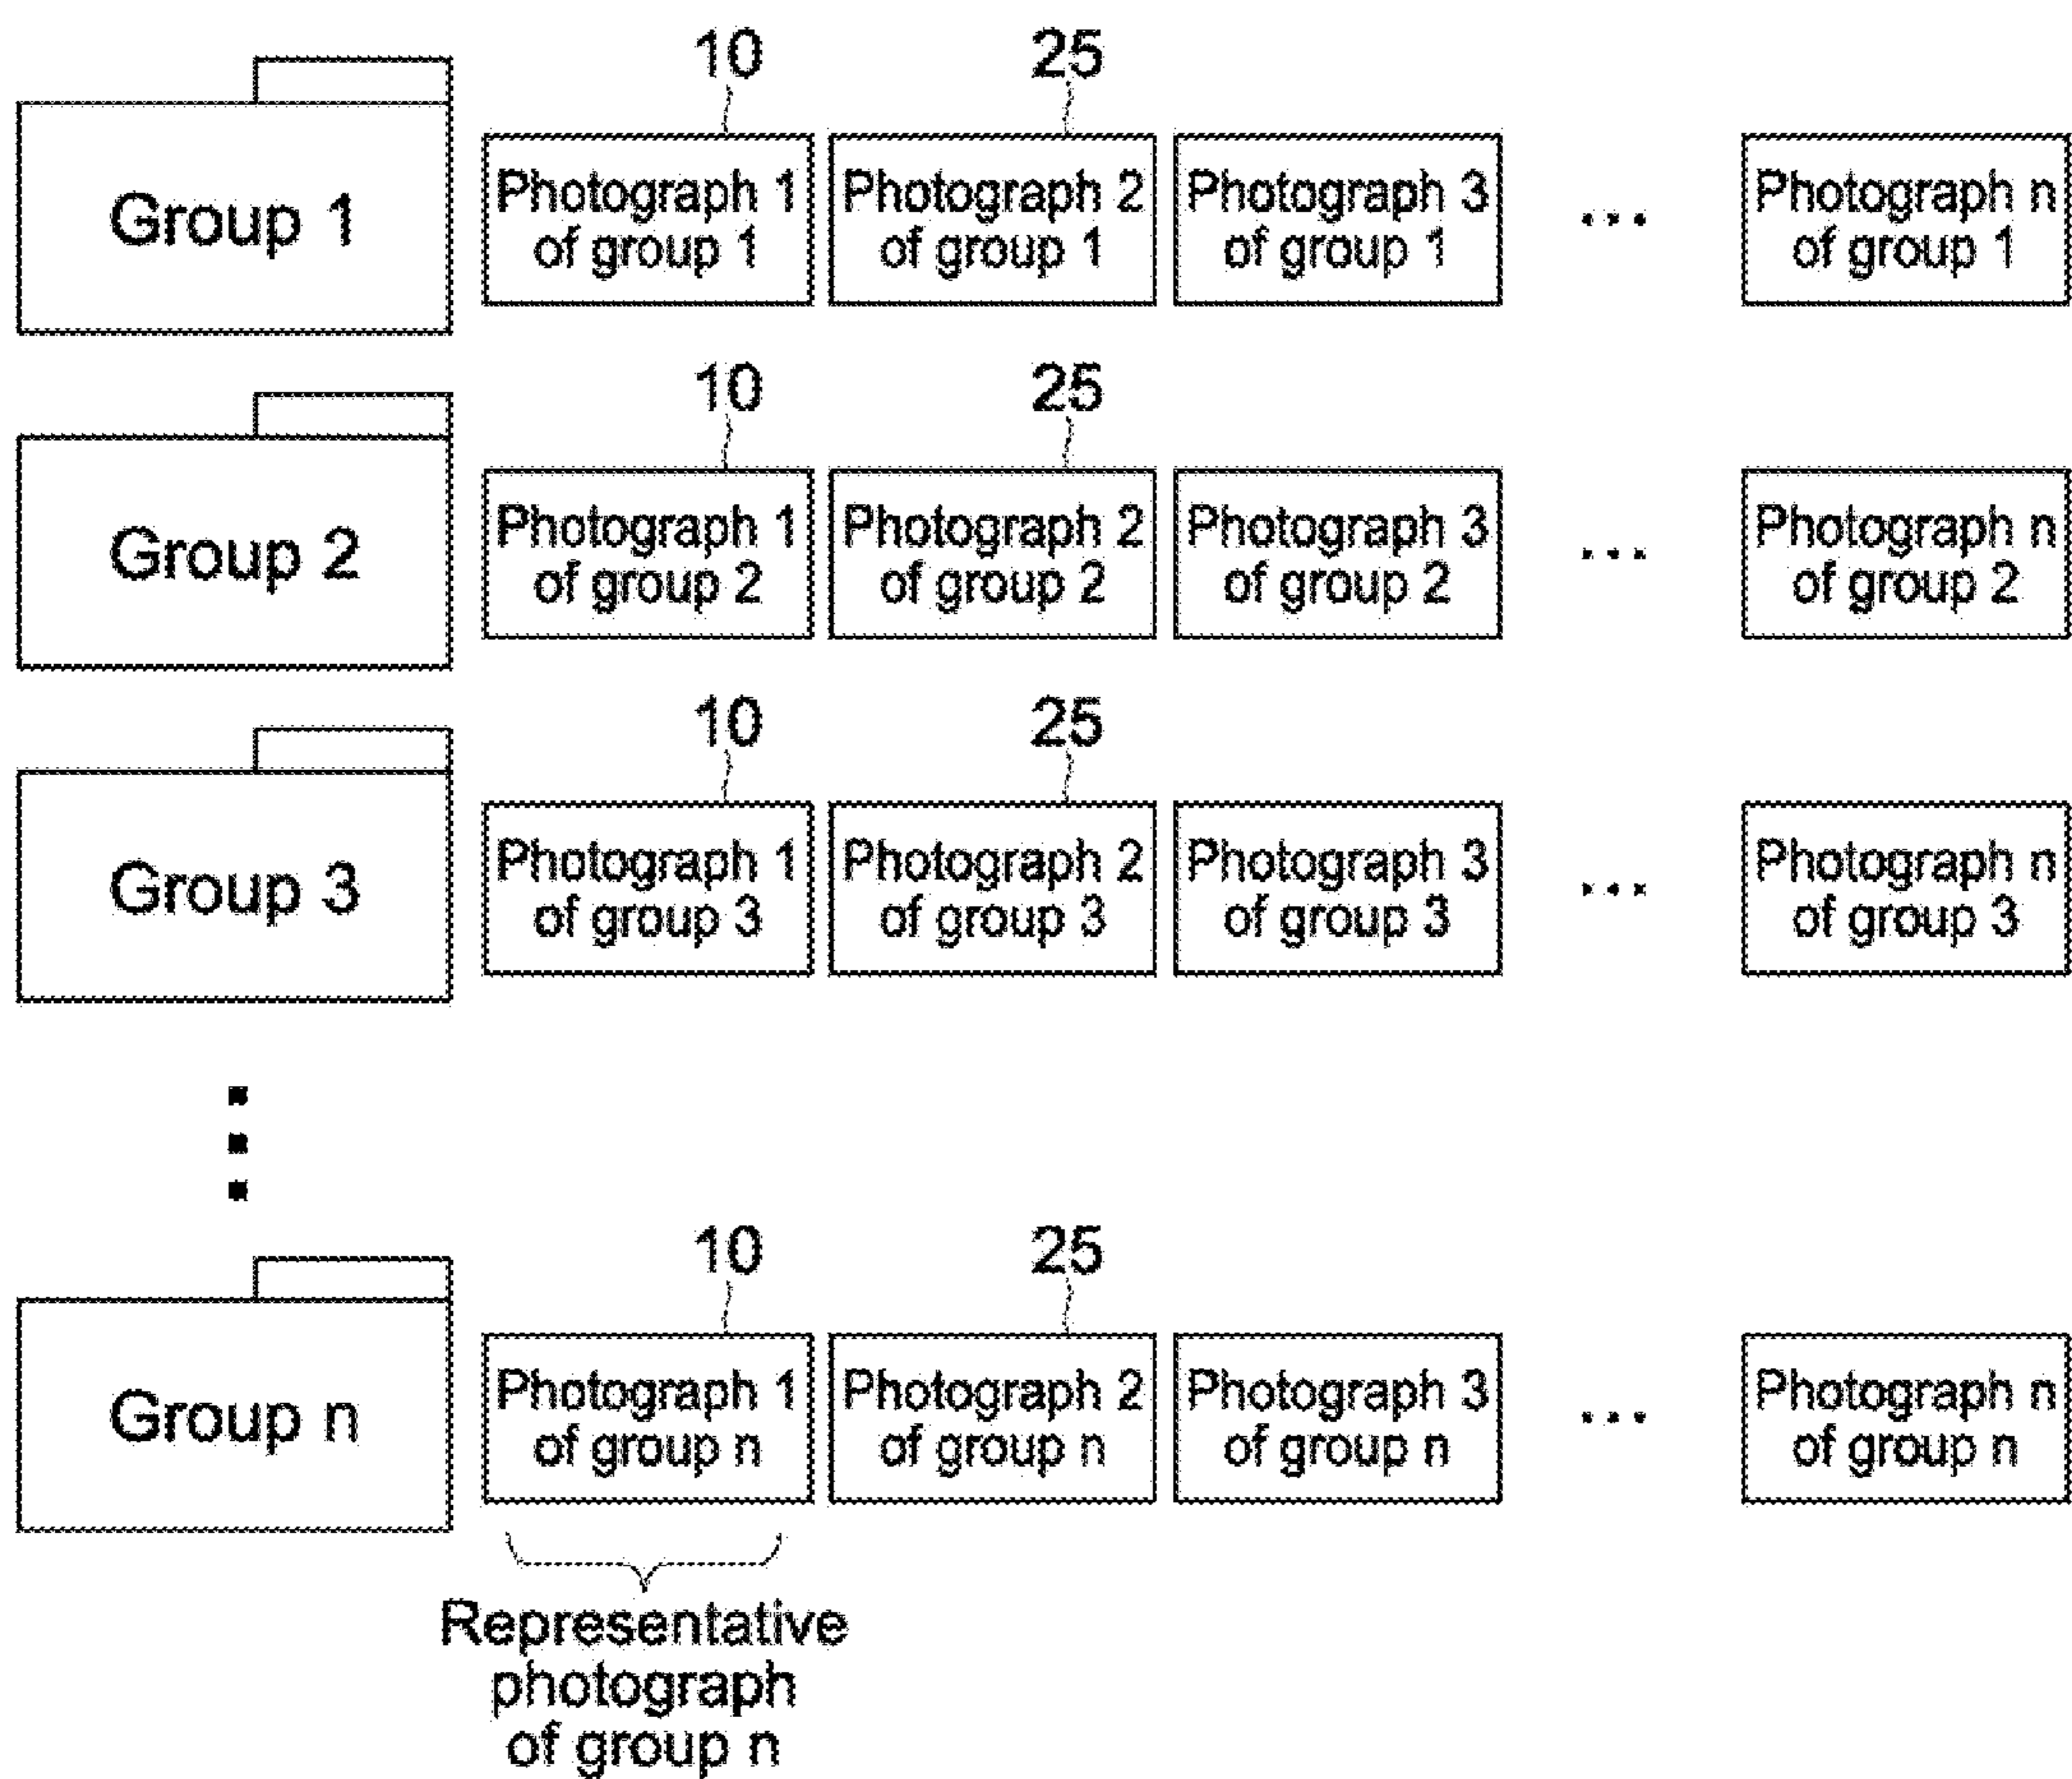 10 25
Group 1
Photograph 1
of group 1
Photograph 2
of group 1
Photograph 3
of group 1
...
Photograph n
of group 1
10 25
Group 2
Photograph 1
of group 2
Photograph 2
of group 2
Photograph 3
of group 2
...
Photograph n
of group 2
10 25
Group 3
Photograph 1
of group 3
Photograph 2
of group 3
Photograph 3
of group 3
...
Photograph n
of group 3
10 25
Group n
Photograph 1
of group n
Photograph 2
of group n
Photograph 3
of group n
...
Photograph n
of group n
Representative
photograph
of group n